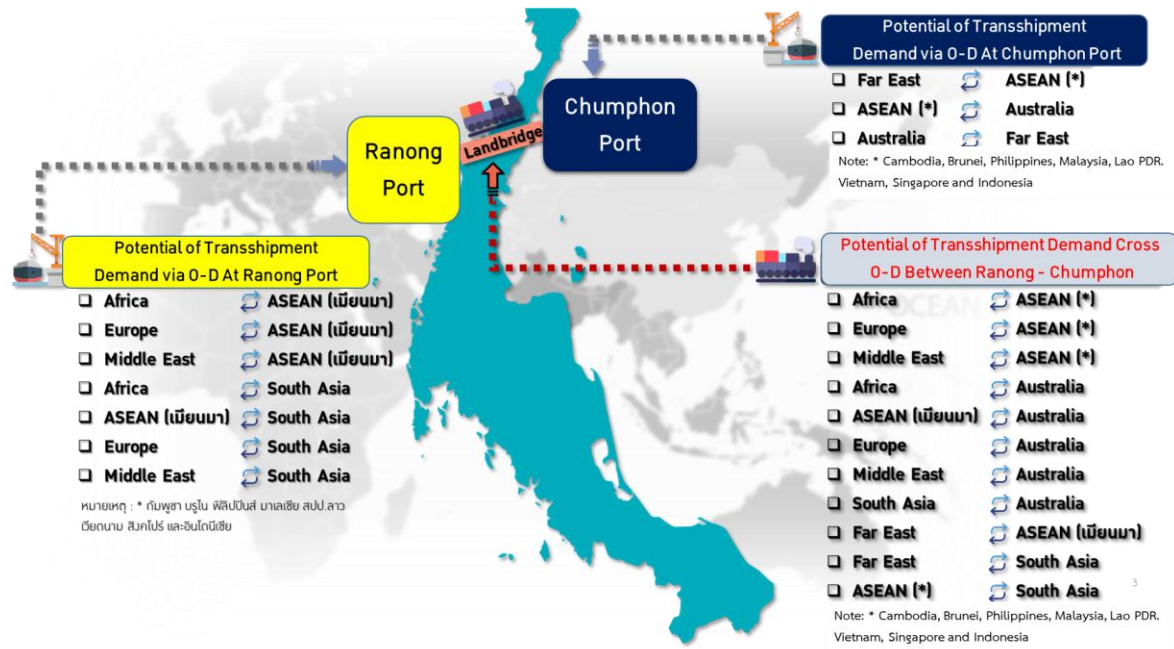 Potential of Transshipment
Demand via O-D At Chumphon Port
❑ Far East ASEAN (*)
❑ ASEAN (*) Australia
❑ Australia Far East
Note: * Cambodia, Brunei, Philippines, Malaysia, Lao PDR.
Vietnam, Singapore and Indonesia
Chumphon
Port
Landbridge
Ranong
Port
Potential of Transshipment
Demand via O-D At Ranong Port
❑ Africa ASEAN (เมียนมา)
❑ Europe ASEAN (เมียนมา)
❑ Middle East ASEAN (เมียนมา)
❑ Africa South Asia
❑ ASEAN (เมียนมา) South Asia
❑ Europe South Asia
❑ Middle East South Asia
หมายเหตุ : * กัมพูชา บรูไน ฟิลิปปินส์ มาเลเซีย สปป.ลาว
เวียดนาม สิงคโปร์ และอินโดนีเซีย
Potential of Transshipment Demand Cross
O-D Between Ranong - Chumphon
OCEAN
❑ Africa ASEAN (*)
❑ Europe ASEAN (*)
❑ Middle East ASEAN (*)
❑ Africa Australia
❑ ASEAN (เมียนมา) Australia
❑ Europe Australia
❑ Middle East Australia
❑ South Asia Australia
❑ Far East ASEAN (เมียนมา)
❑ Far East South Asia
❑ ASEAN (*) South Asia
3
Note: * Cambodia, Brunei, Philippines, Malaysia, Lao PDR.
Vietnam, Singapore and Indonesia